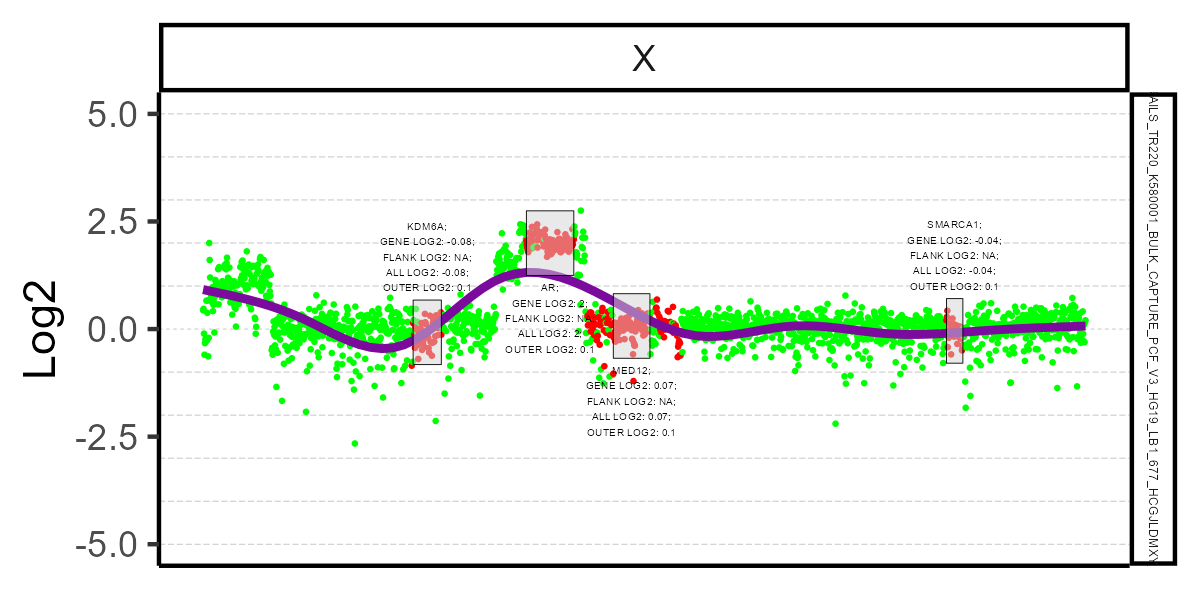 X
5.0
2.5
0.0
-2.5
-5.0
Log2
KDM6A;
GENE LOG2: -0.08;
FLANK LOG2: NA;
ALL LOG2: -0.08;
OUTER LOG2: 0.1
AR;
GENE LOG2: 2;
FLANK LOG2: NA;
ALL LOG2: 2;
OUTER LOG2: 0.1
MED12;
GENE LOG2: 0.07;
FLANK LOG2: NA;
ALL LOG2: 0.07;
OUTER LOG2: 0.1
SMARCA1;
GENE LOG2: -0.04;
FLANK LOG2: NA;
ALL LOG2: -0.04;
OUTER LOG2: 0.1
AILS_TR220_K580001_BULK_CAPTURE_PCF_V3_HG19_LB1_677_HCGJLDMXY